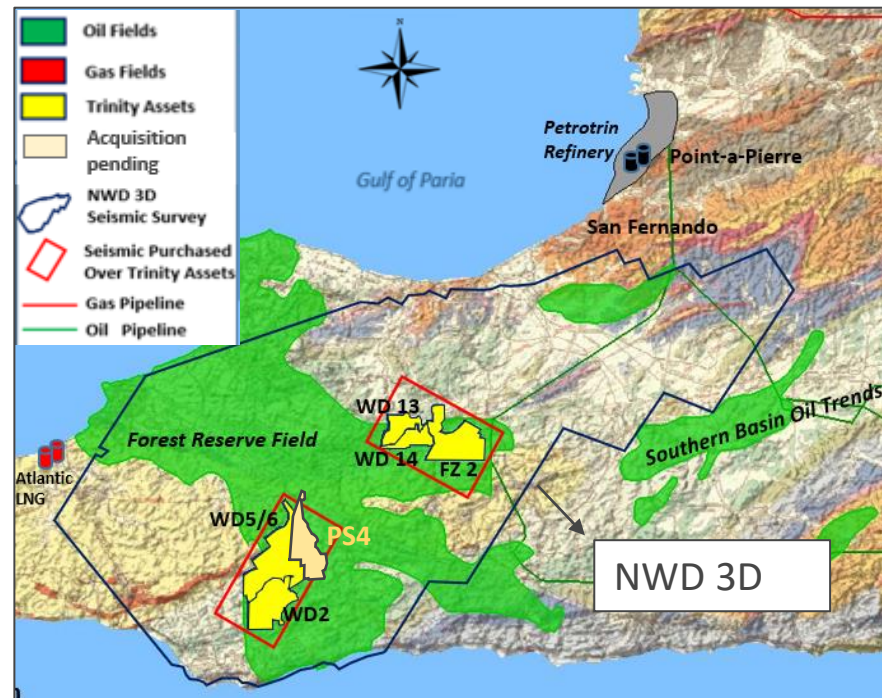 Oil Fields
Gas Fields
Trinity Assets
Acquisition
pending
NWD 3D
Seismic Survey
Seismic Purchased
Over Trinity Assets
Gas Pipeline
Oil Pipeline
N
Petrotrin
Refinery
Point-a-Pierre
Gulf of Paria
San Fernando
WD 13
Forest Reserve Field
WD 14
FZ 2
Southern Basin Oil Trends
Atlantic
LNG
WD5/6
PS4
NWD 3D
WD2